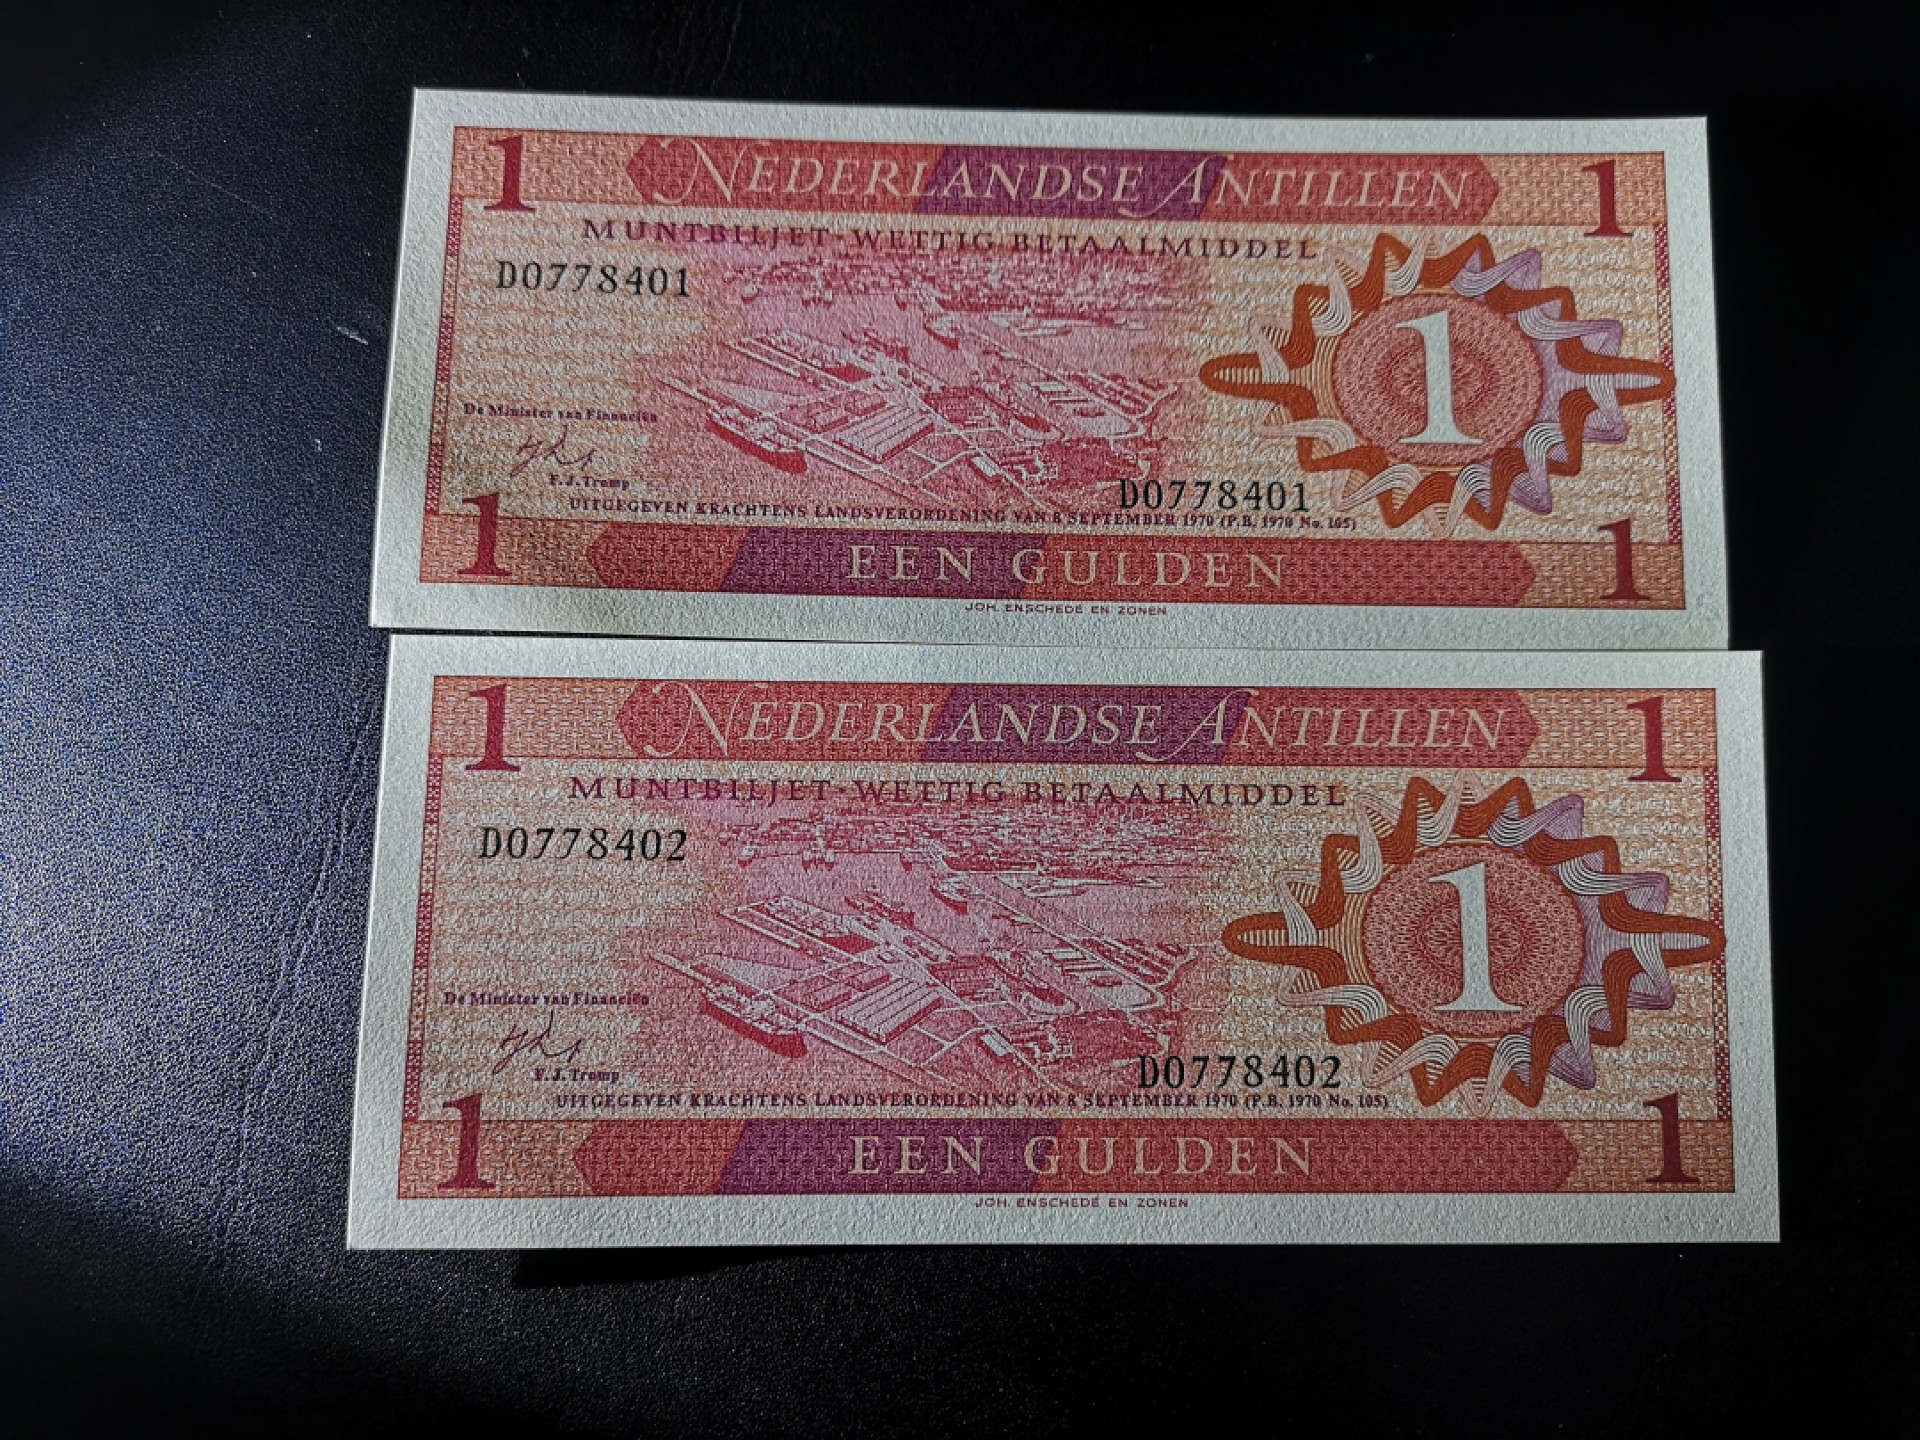 1 NEDERLANDSE ANTILLEN 1
MUNTBILJET·WETTIG BETAALMIDDEL
D0778401
1
De Minister van Financiën
F. J. Tromp
D0778401
UITGEGEVEN KRACHTENS LANDSVERORDENING VAN 8 SEPTEMBER 1970 (P.B. 1970 No. 105)
1 EEN GULDEN 1
JOH. ENSCHEDÉ EN ZONEN
1 NEDERLANDSE ANTILLEN 1
MUNTBILJET·WETTIG BETAALMIDDEL
D0778402
1
De Minister van Financiën
F. J. Tromp
D0778402
UITGEGEVEN KRACHTENS LANDSVERORDENING VAN 8 SEPTEMBER 1970 (P.B. 1970 No. 105)
1 EEN GULDEN 1
JOH. ENSCHEDÉ EN ZONEN